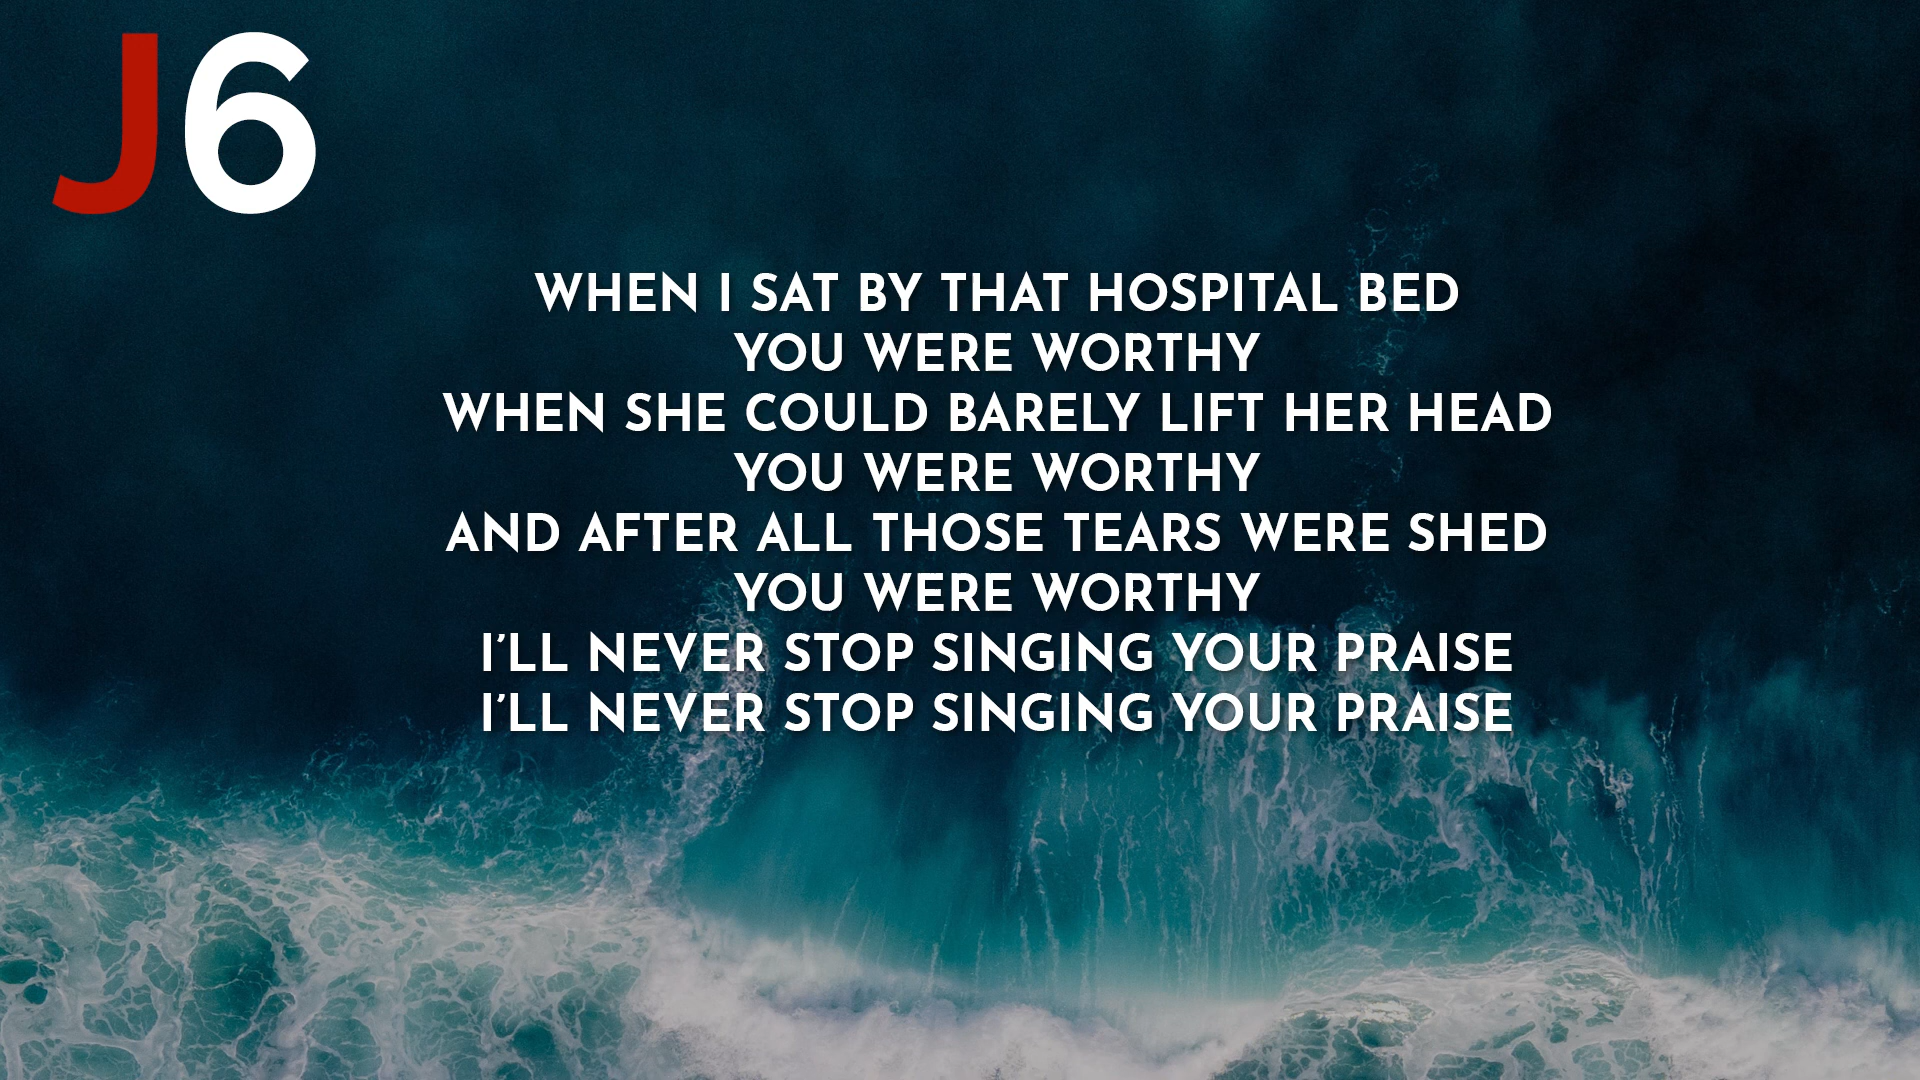 J6
WHEN I SAT BY THAT HOSPITAL BED
YOU WERE WORTHY
WHEN SHE COULD BARELY LIFT HER HEAD
YOU WERE WORTHY
AND AFTER ALL THOSE TEARS WERE SHED
YOU WERE WORTHY
I’LL NEVER STOP SINGING YOUR PRAISE
I’LL NEVER STOP SINGING YOUR PRAISE